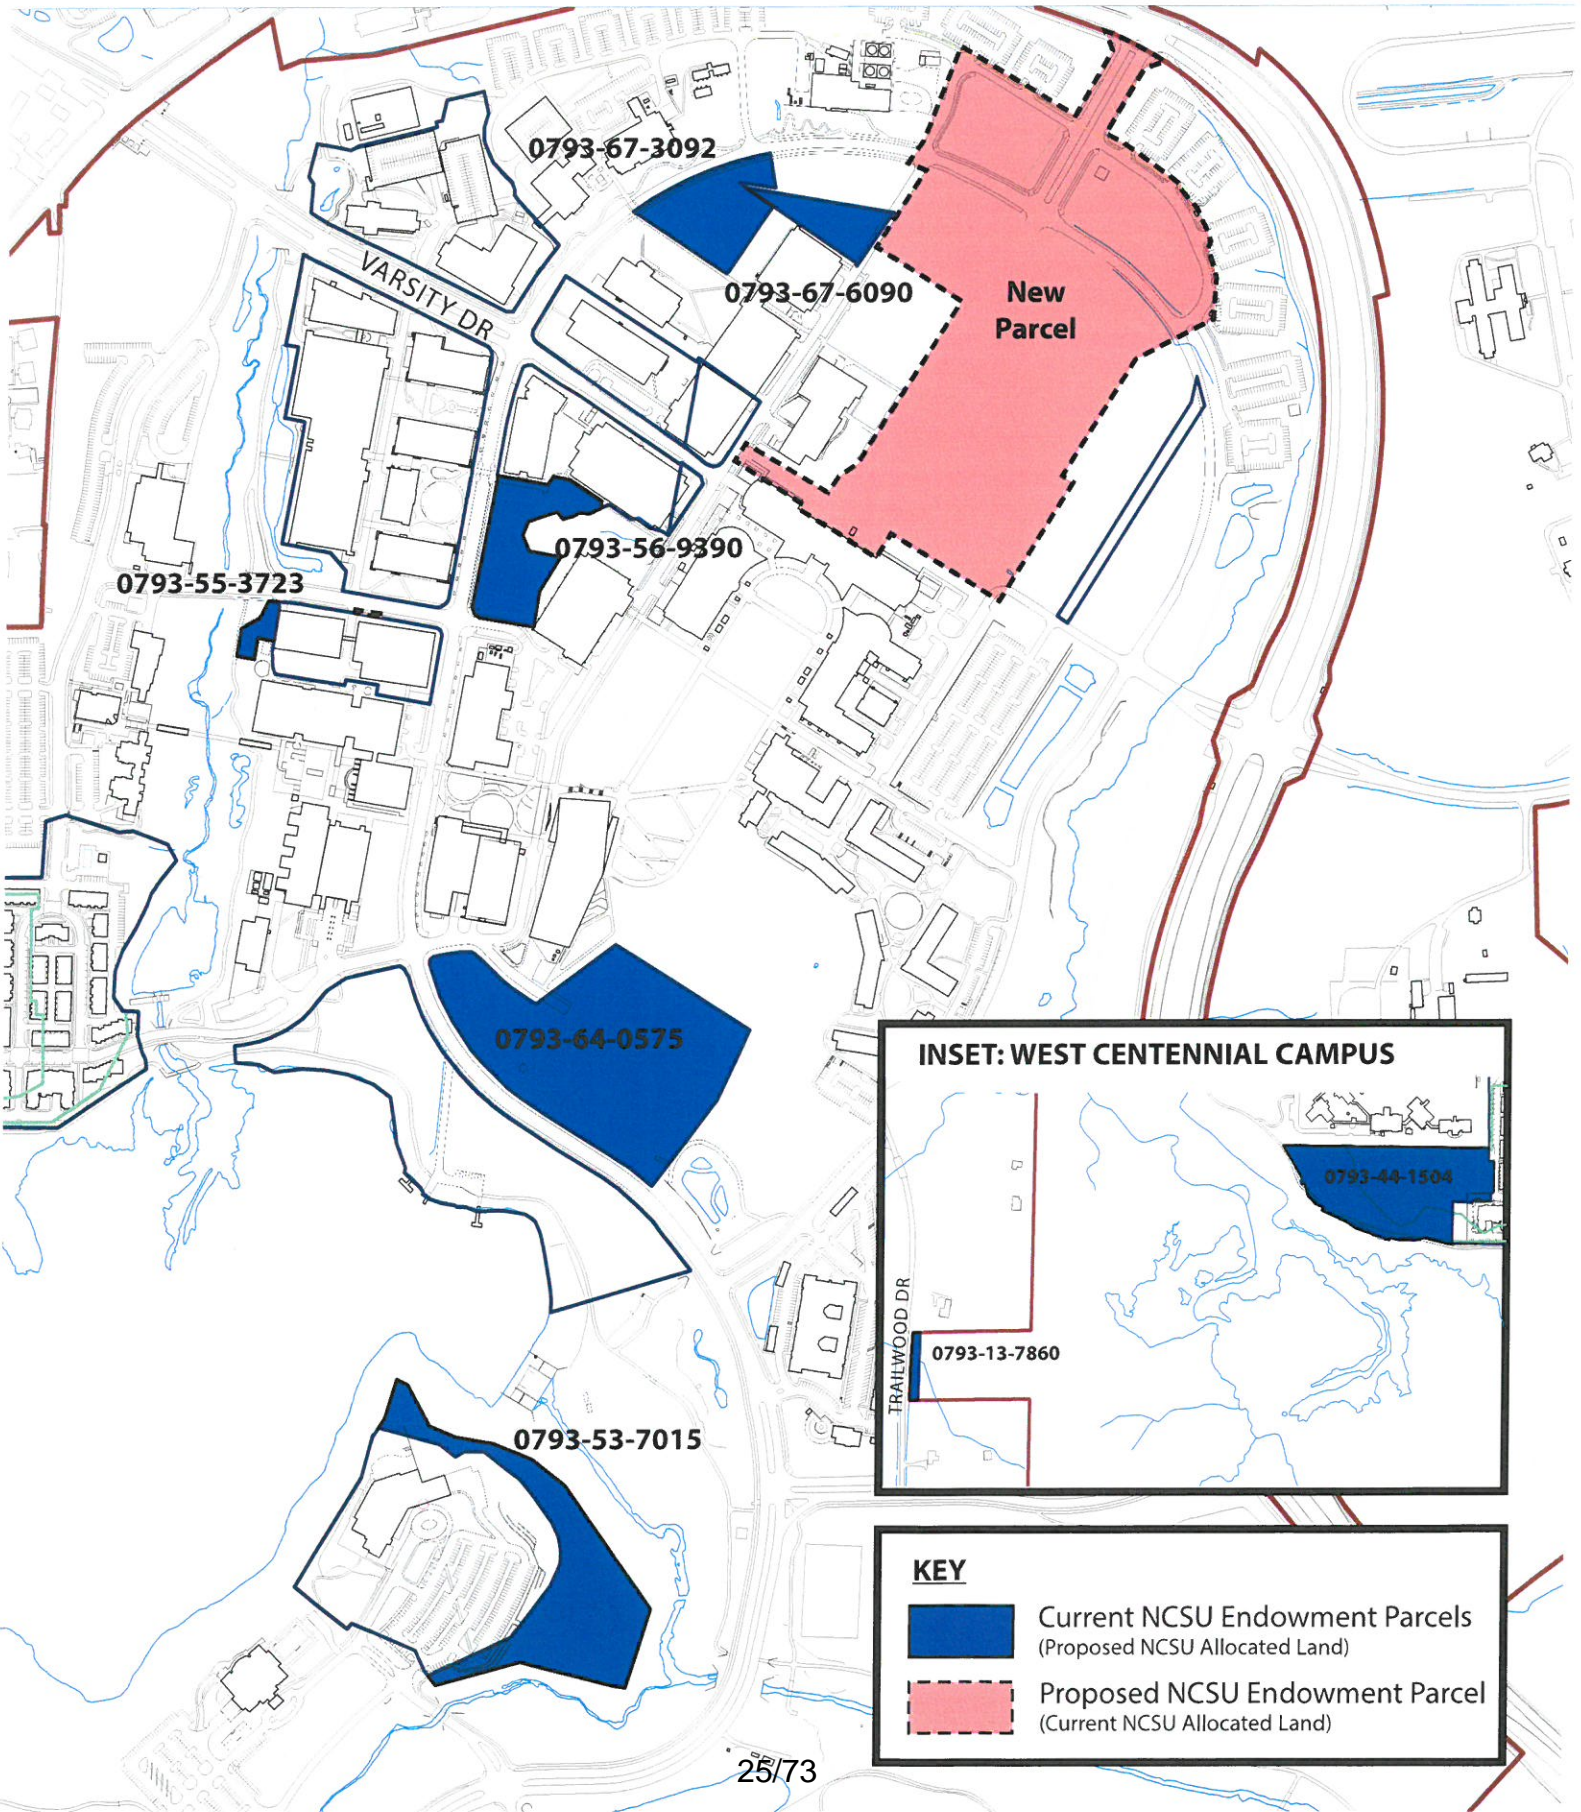 0793-67-3092
VARSITY DR
0793-67-6090
New
Parcel
0793-56-9390
0793-55-3723
0793-64-0575
INSET: WEST CENTENNIAL CAMPUS
0793-44-1504
TRAILWOOD DR
0793-13-7860
0793-53-7015
KEY
Current NCSU Endowment Parcels
(Proposed NCSU Allocated Land)
Proposed NCSU Endowment Parcel
(Current NCSU Allocated Land)
25/73